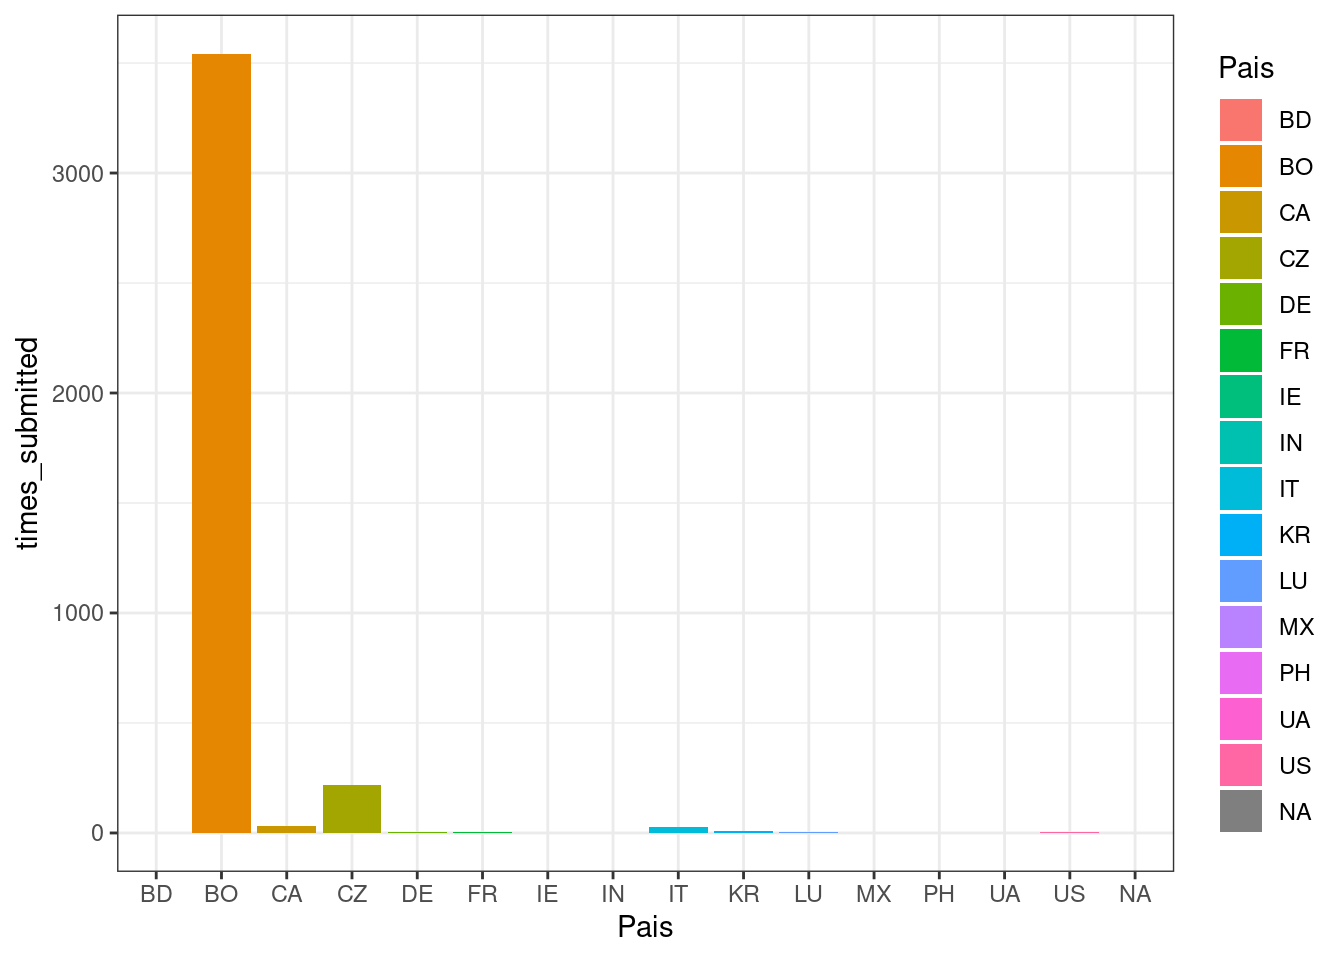 3000
2000
1000
0
times_submitted
BD BO CA CZ DE FR IE IN IT KR LU MX PH UA US NA
Pais
Pais
BD
BO
CA
CZ
DE
FR
IE
IN
IT
KR
LU
MX
PH
UA
US
NA